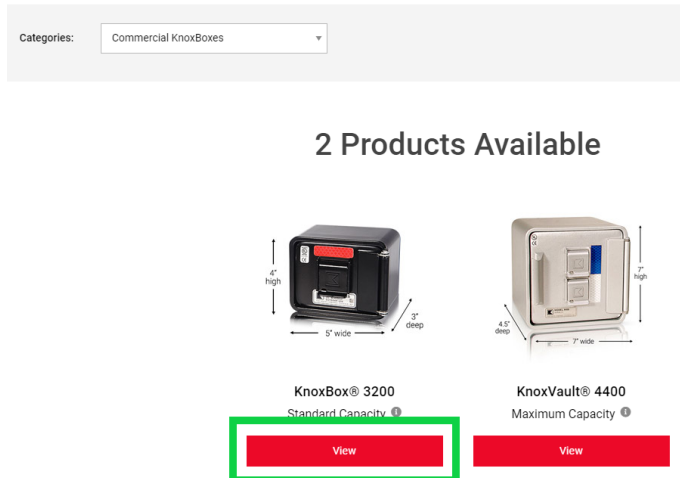 Categories: Commercial KnoxBoxes
2 Products Available
4"
high
5" wide
3"
deep
7"
high
4.5"
deep
7" wide
KnoxBox® 3200
KnoxVault® 4400
Standard Capacity
Maximum Capacity
View
View